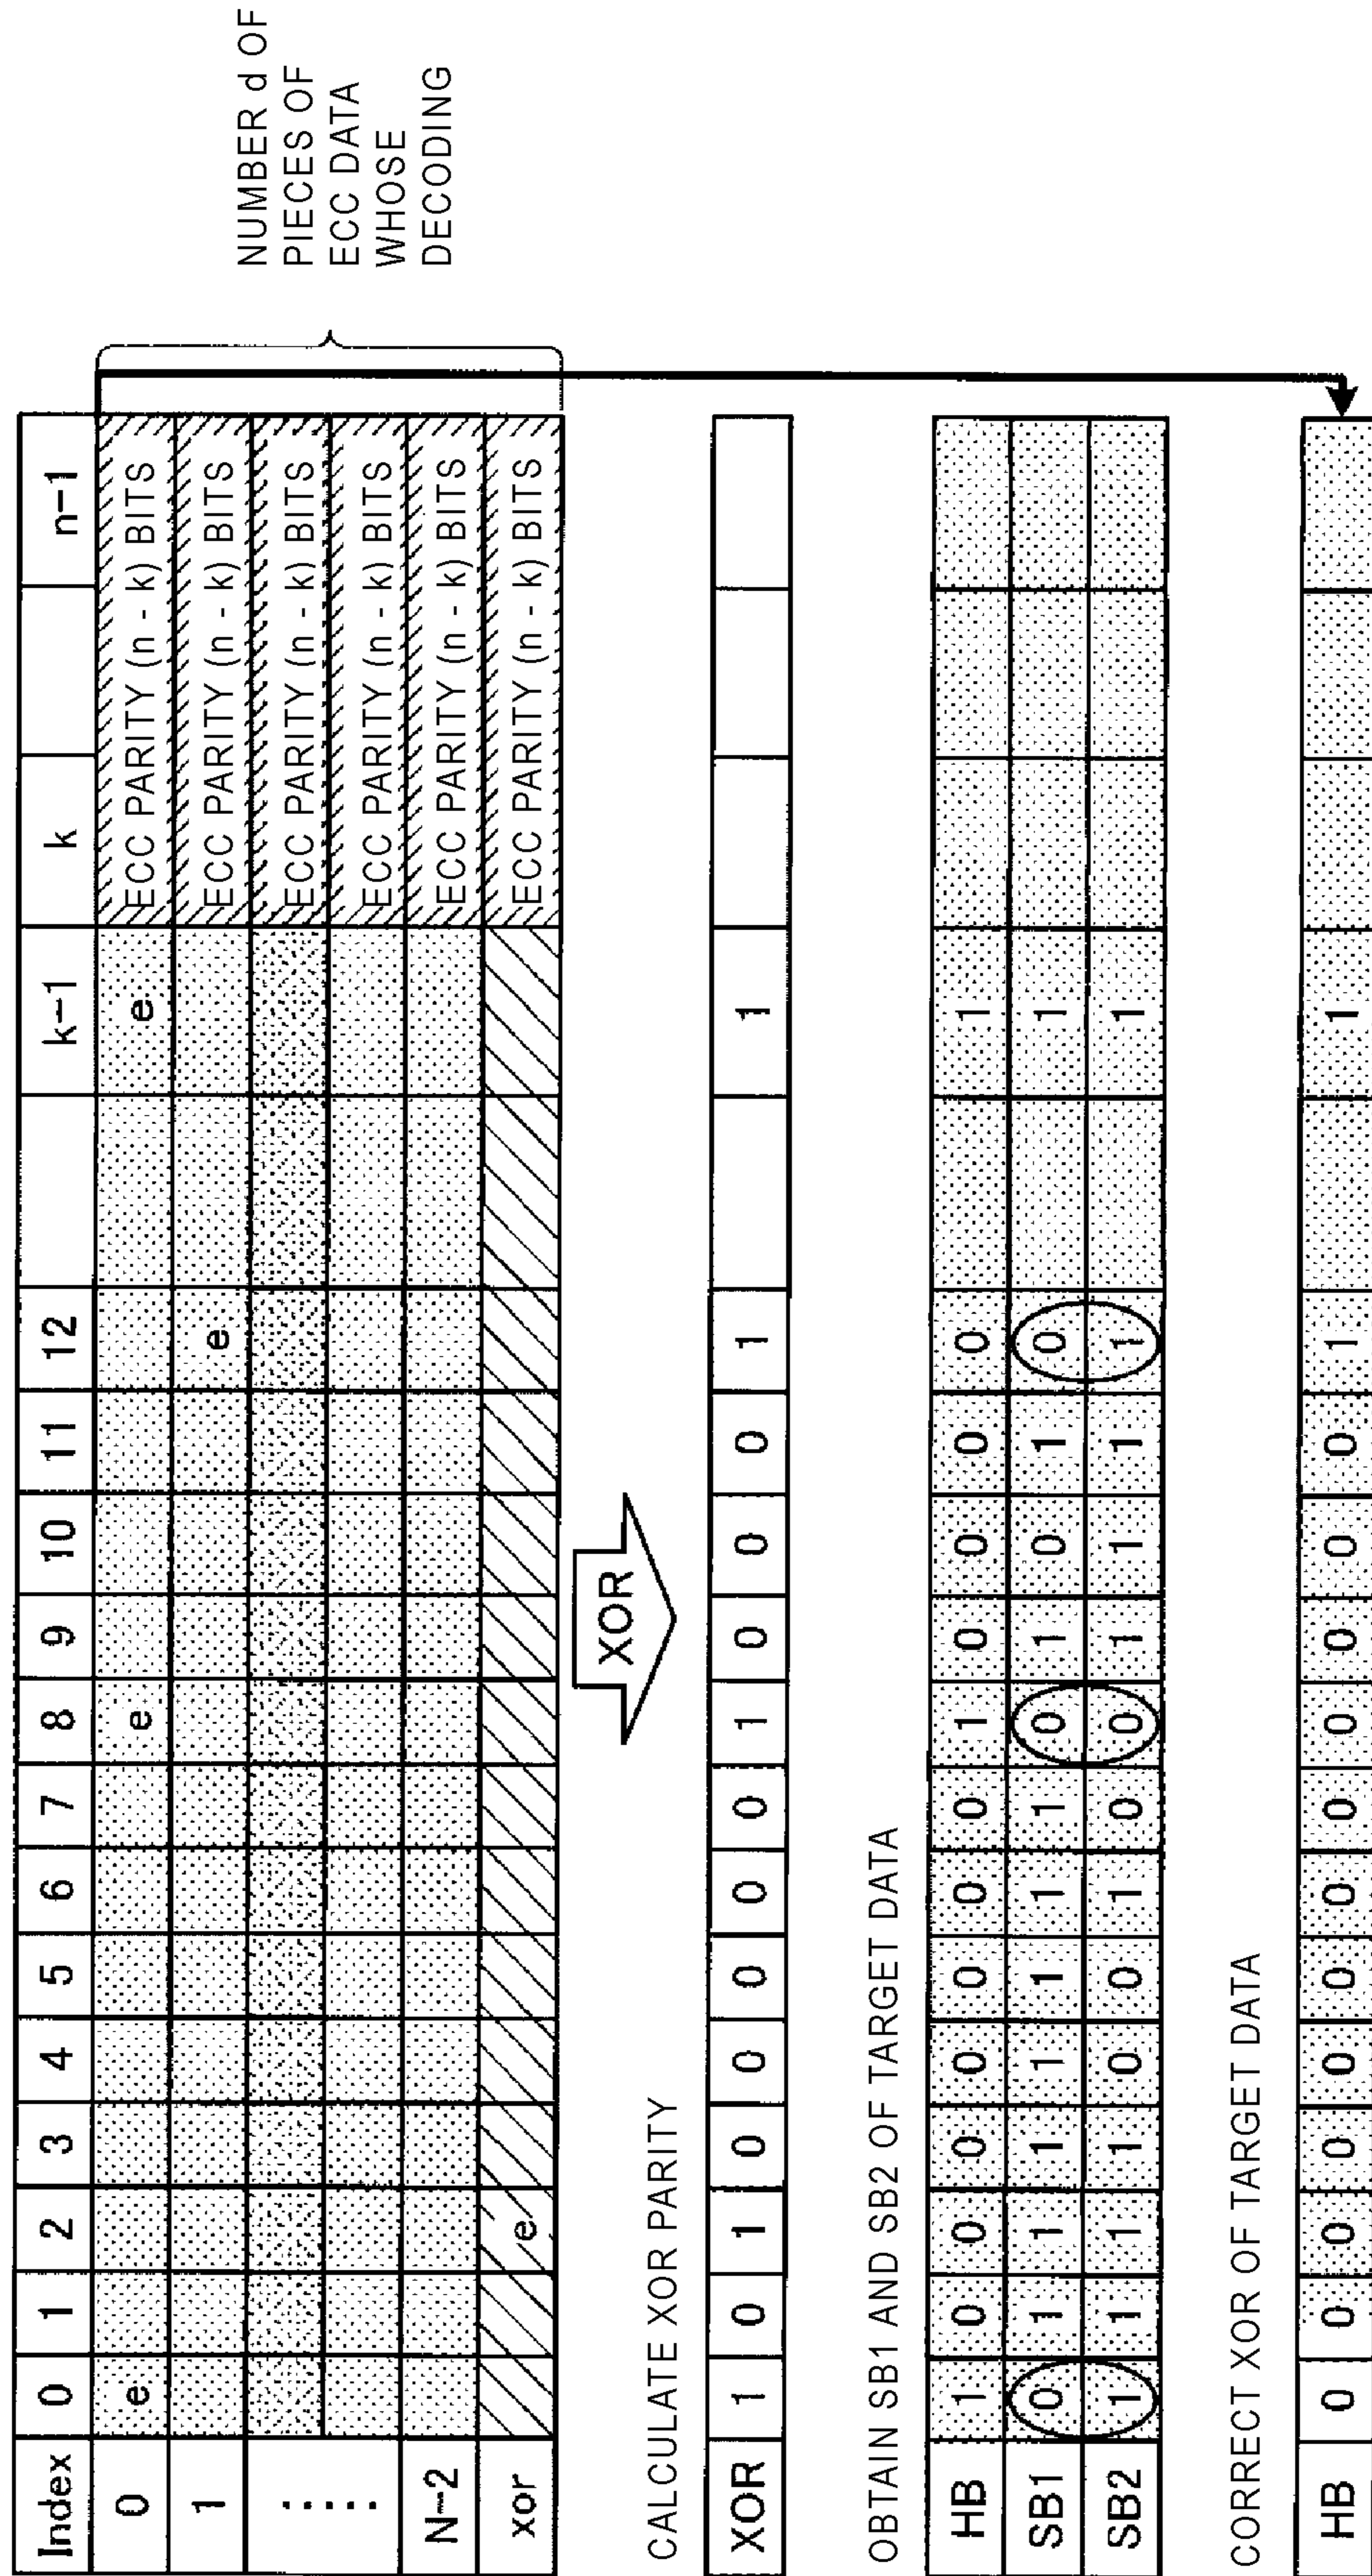 Index 0 1 2 3 4 5 6 7 8 9 10 11 12 k-1 k n-1
0 e e e ECC PARITY (n - k) BITS
1 e ECC PARITY (n - k) BITS
..... ECC PARITY (n - k) BITS
ECC PARITY (n - k) BITS
N-2 ECC PARITY (n - k) BITS
xor e ECC PARITY (n - k) BITS
NUMBER d OF
PIECES OF
ECC DATA
WHOSE
DECODING
XOR
CALCULATE XOR PARITY
XOR 1 0 1 0 0 0 0 0 1 0 0 0 1 1
OBTAIN SB1 AND SB2 OF TARGET DATA
HB 1 0 0 0 0 0 0 0 1 0 0 0 0 1
SB1 0 1 1 1 1 1 1 1 0 1 0 1 0 1
SB2 1 1 1 1 0 0 1 0 0 1 1 1 1 1
CORRECT XOR OF TARGET DATA
HB 0 0 0 0 0 0 0 0 0 0 0 0 1 1